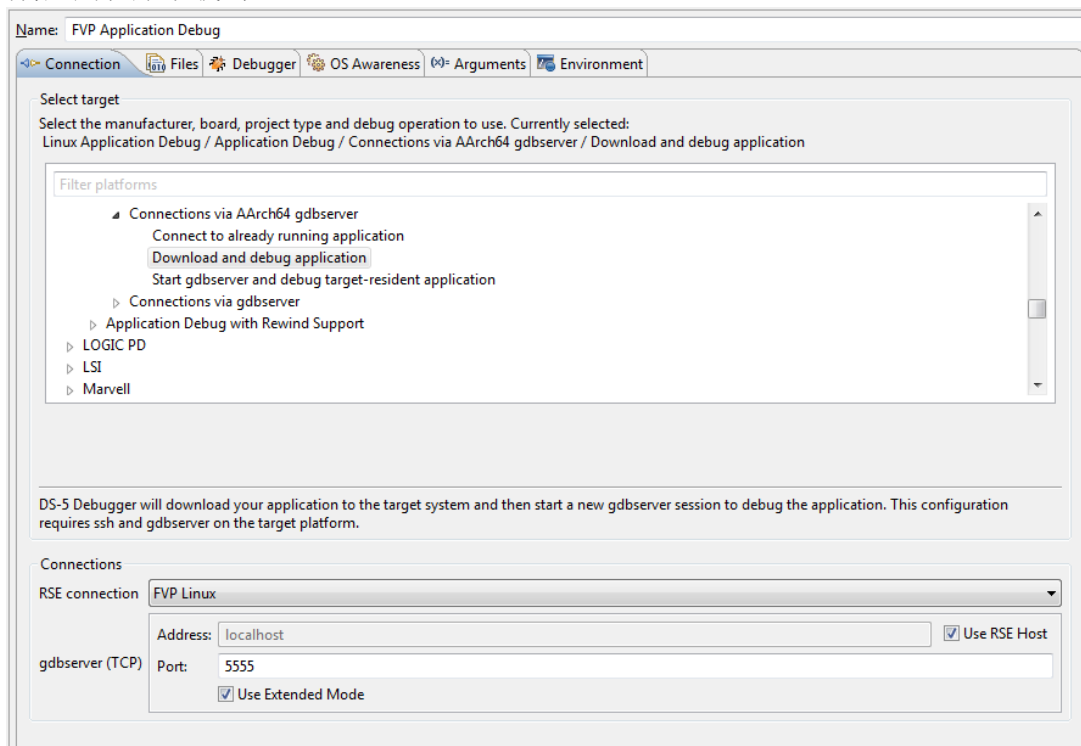 Name: FVP Application Debug
Connection Files Debugger OS Awareness (x)= Arguments Environment
Select target
Select the manufacturer, board, project type and debug operation to use. Currently selected:
Linux Application Debug / Application Debug / Connections via AArch64 gdbserver / Download and debug application
Filter platforms
Connections via AArch64 gdbserver
Connect to already running application
Download and debug application
Start gdbserver and debug target-resident application
Connections via gdbserver
Application Debug with Rewind Support
LOGIC PD
LSI
Marvell
DS-5 Debugger will download your application to the target system and then start a new gdbserver session to debug the application. This configuration
requires ssh and gdbserver on the target platform.
Connections
RSE connection FVP Linux
Address: localhost Use RSE Host
gdbserver (TCP) Port: 5555
Use Extended Mode